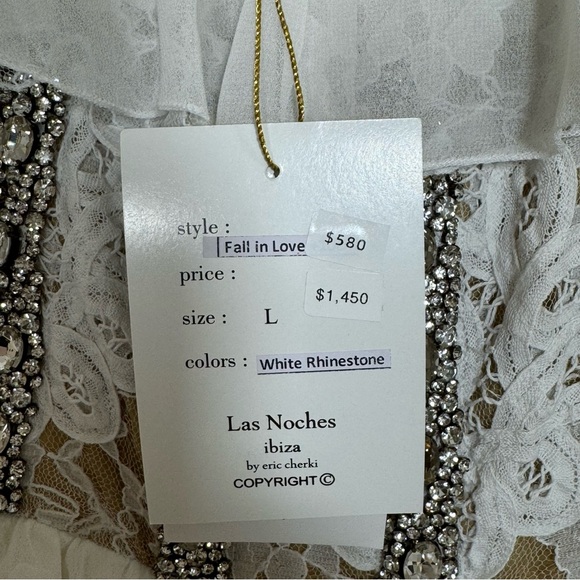 style :
Fall in Love $580
price :
$1,450
size : L
colors : White Rhinestone
Las Noches
ibiza
by eric cherki
COPYRIGHT ©